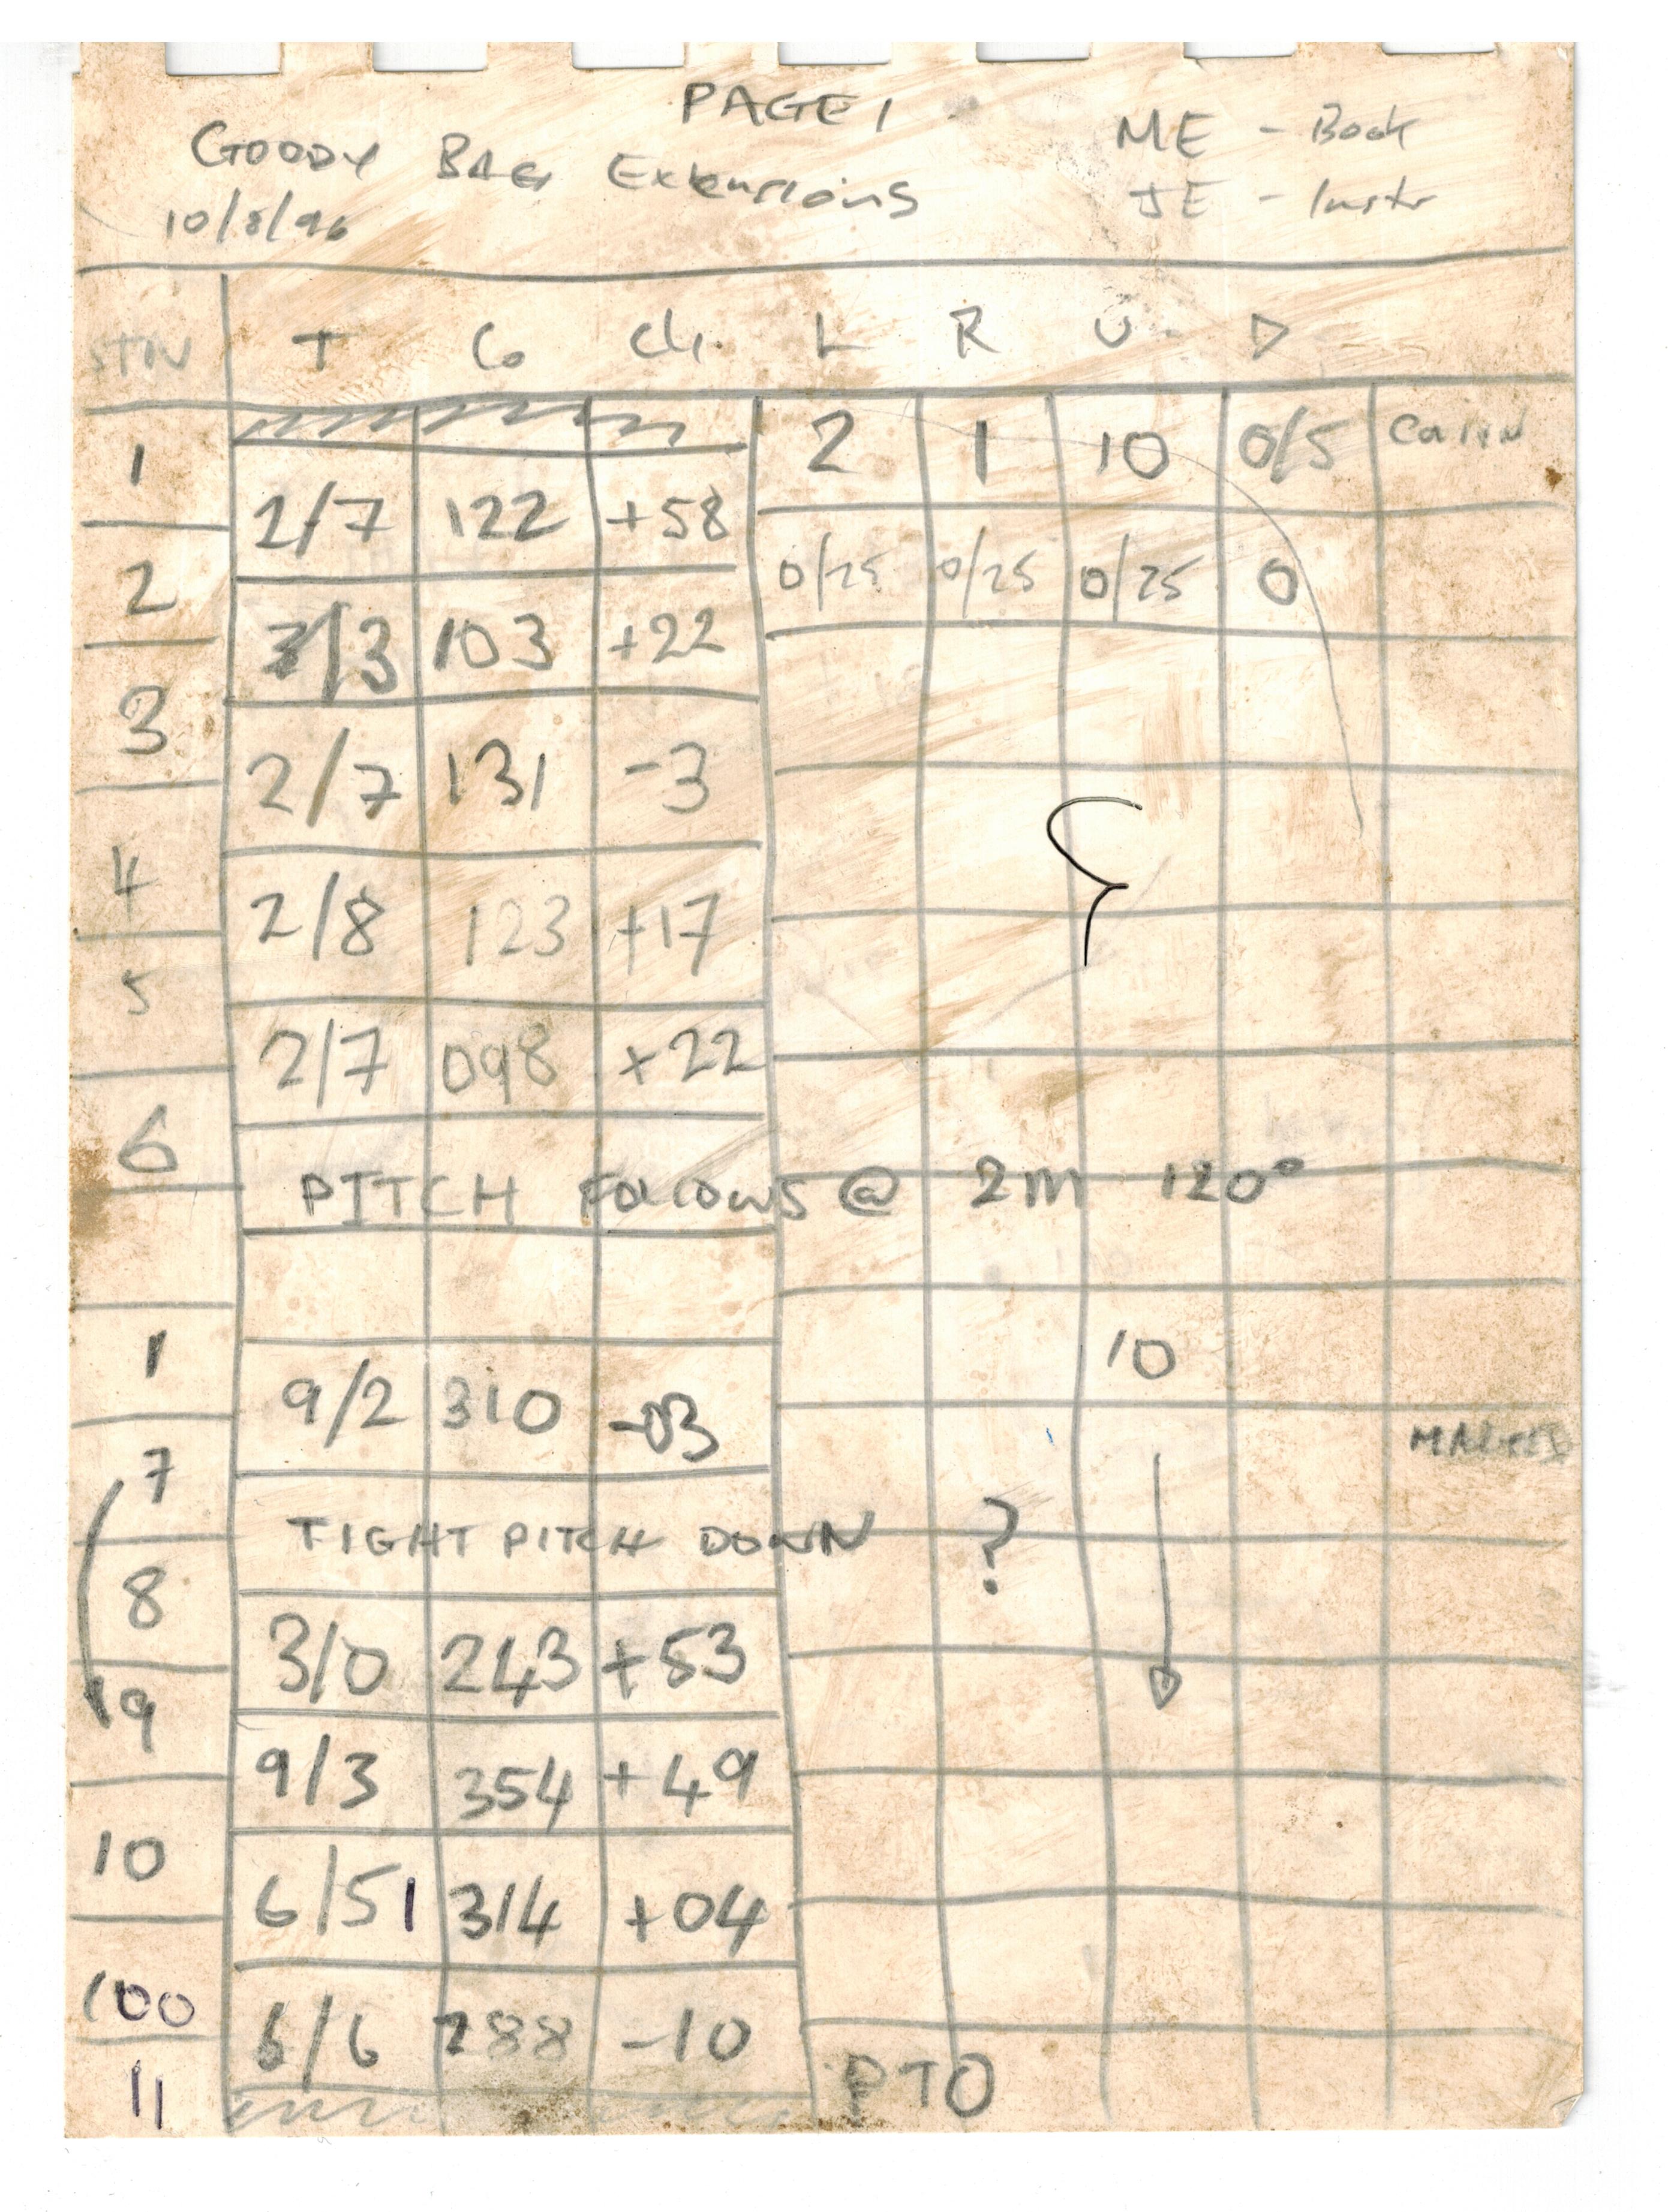 PAGE 1
GOODY BAG Extensions
ME - Book
10/8/96
JE - Instr
STN T Co Cli L R U D
1 2 1 10 0/5 Cairn
2/7 122 +58
2 0/25 0/25 0/25 0
3/3 103 +22
3
2/7 131 -3
4
2/8 123 +17
5
2/7 098 +22
6
PITCH FOLLOWS @ 2m 120°
1 10
9/2 310 -03
7
TIGHT PITCH DOWN ?
8
3/0 243 +53
9
9/3 354 +49
10
6/51 314 +04
100
6/6 288 -10
11
PTO